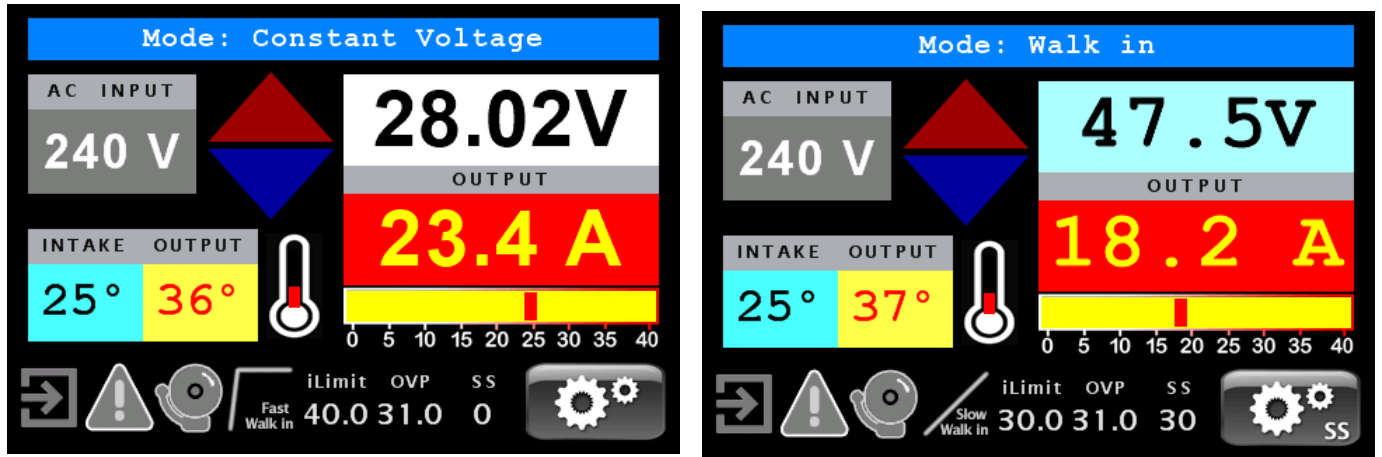 Mode: Constant Voltage
AC INPUT
240 V
28.02V
OUTPUT
23.4 A
INTAKE OUTPUT
25° 36°
0 5 10 15 20 25 30 35 40
Fast
Walk in
iLimit OVP SS
40.0 31.0 0
Mode: Walk in
AC INPUT
240 V
47.5V
OUTPUT
18.2 A
INTAKE OUTPUT
25° 37°
0 5 10 15 20 25 30 35 40
Slow
Walk in
iLimit OVP SS
30.0 31.0 30
SS